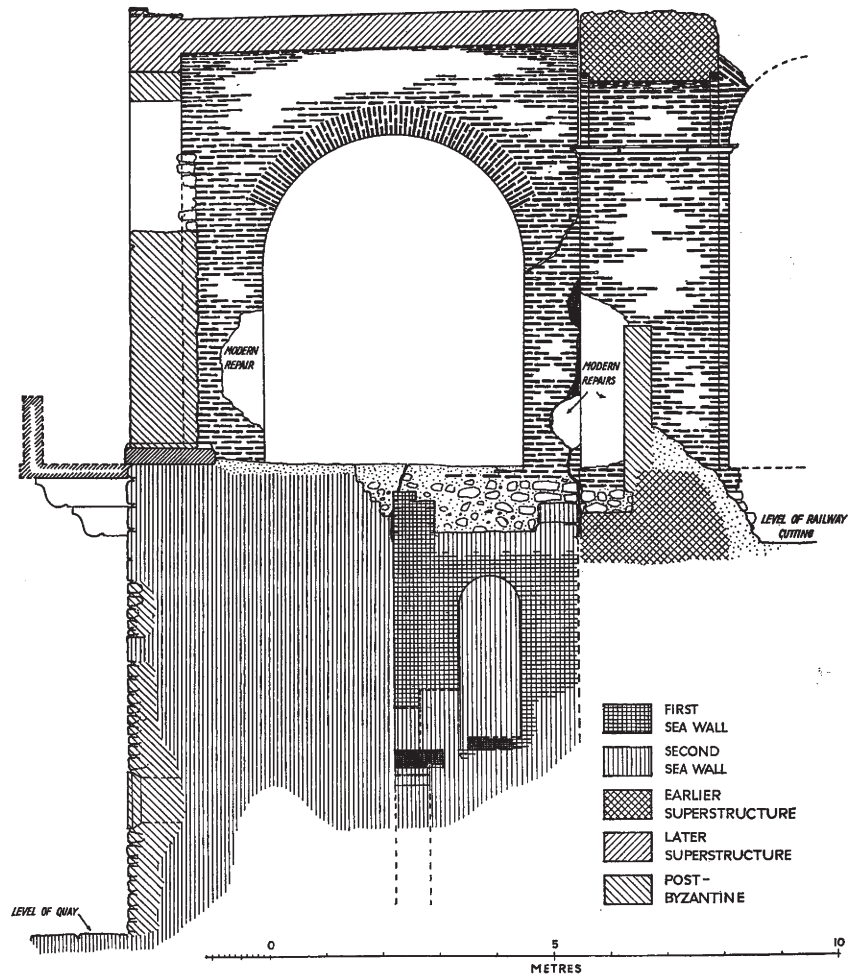 MODERN
REPAIR
MODERN
REPAIRS
LEVEL OF RAILWAY
CUTTING
FIRST
SEA WALL
SECOND
SEA WALL
EARLIER
SUPERSTRUCTURE
LATER
SUPERSTRUCTURE
POST-
BYZANTINE
LEVEL OF QUAY
0 5 10
METRES